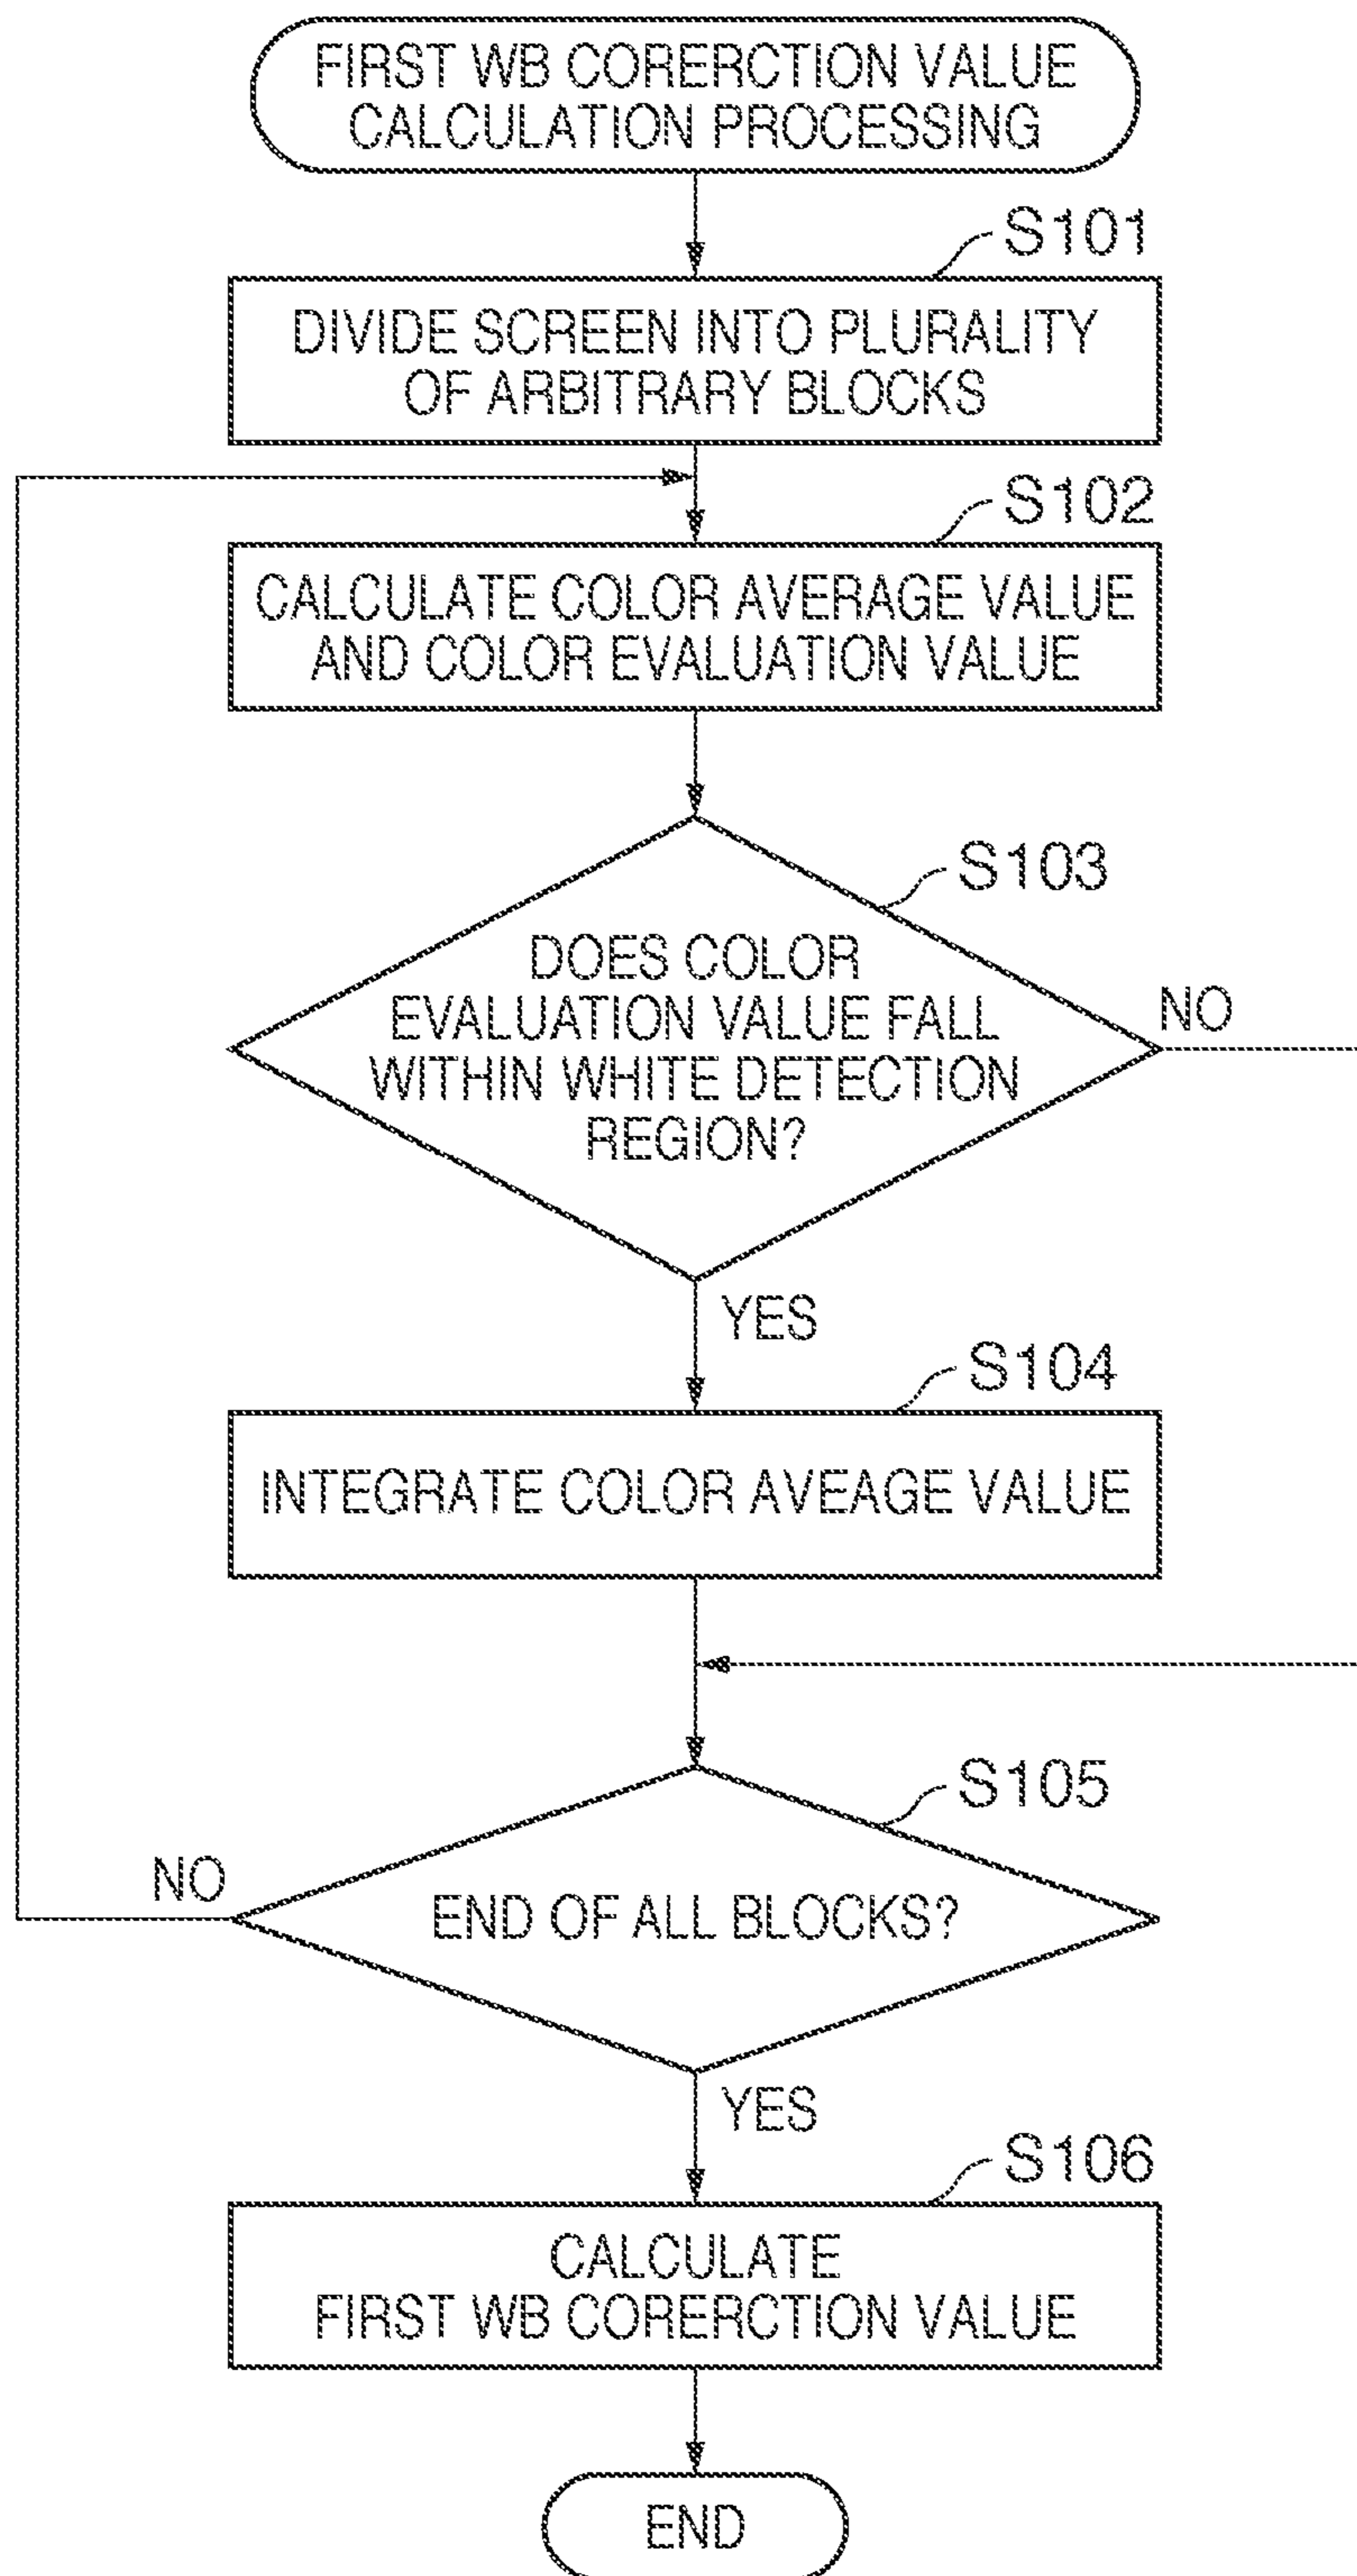 FIRST WB CORERCTION VALUE
CALCULATION PROCESSING
S101
DIVIDE SCREEN INTO PLURALITY
OF ARBITRARY BLOCKS
S102
CALCULATE COLOR AVERAGE VALUE
AND COLOR EVALUATION VALUE
S103
DOES COLOR
EVALUATION VALUE FALL
WITHIN WHITE DETECTION
REGION?
NO
YES
S104
INTEGRATE COLOR AVEAGE VALUE
S105
NO
END OF ALL BLOCKS?
YES
S106
CALCULATE
FIRST WB CORERCTION VALUE
END